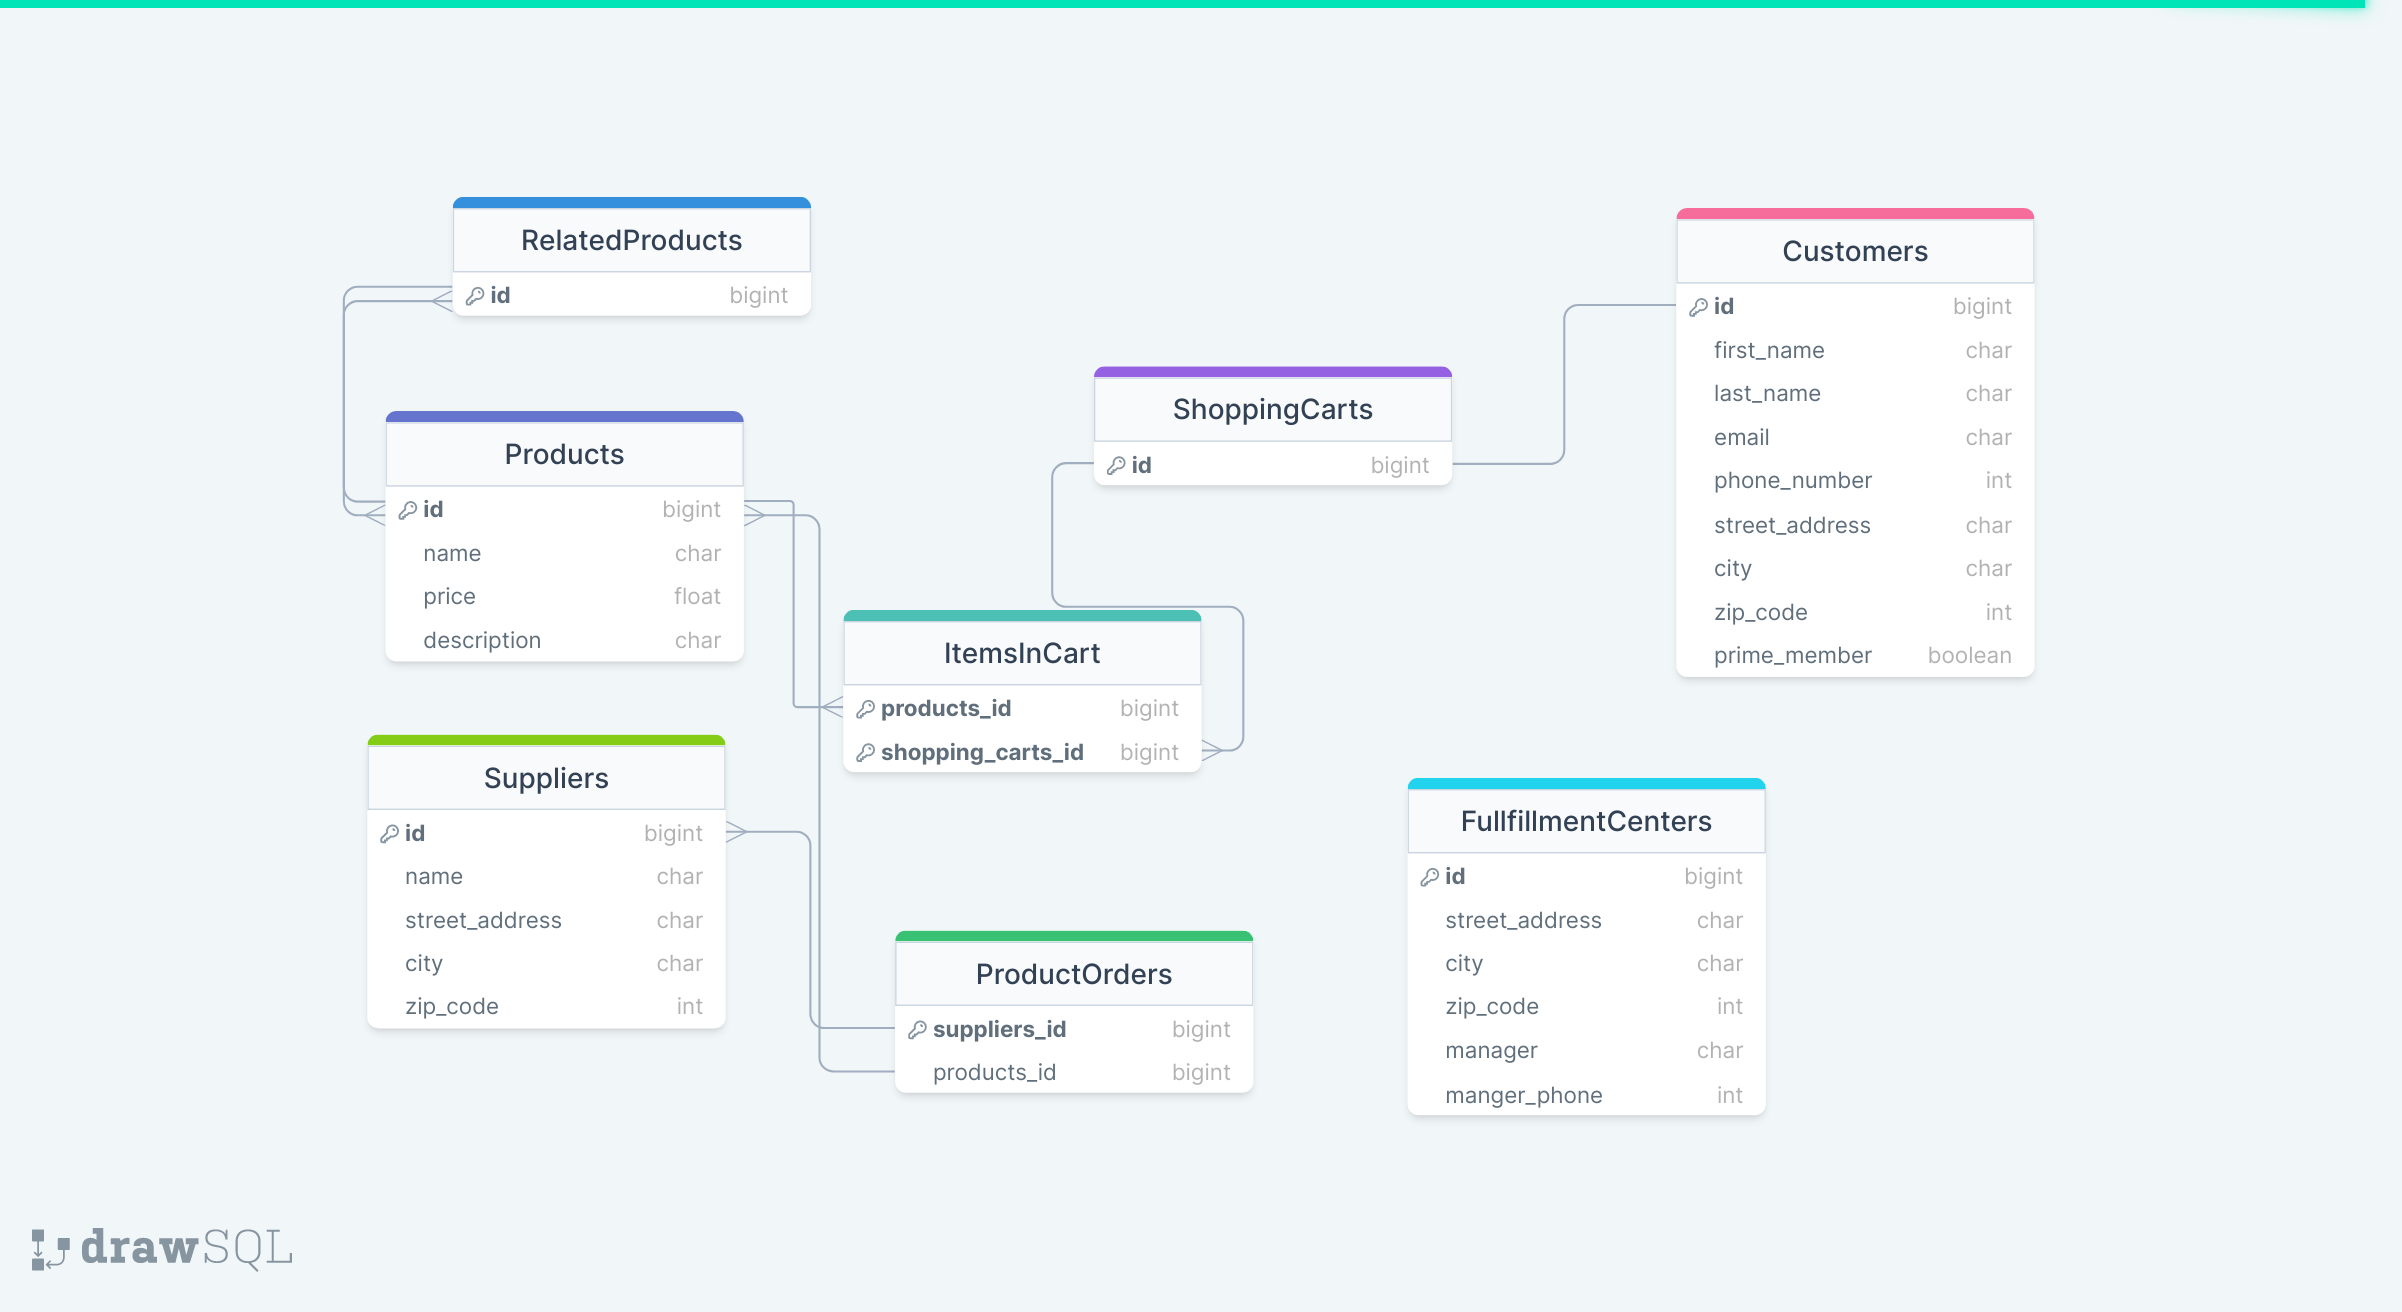 RelatedProducts
id bigint
Products
id bigint
name char
price float
description char
Suppliers
id bigint
name char
street_address char
city char
zip_code int
ItemsInCart
products_id bigint
shopping_carts_id bigint
ProductOrders
suppliers_id bigint
products_id bigint
ShoppingCarts
id bigint
Customers
id bigint
first_name char
last_name char
email char
phone_number int
street_address char
city char
zip_code int
prime_member boolean
FullfillmentCenters
id bigint
street_address char
city char
zip_code int
manager char
manger_phone int
drawSQL